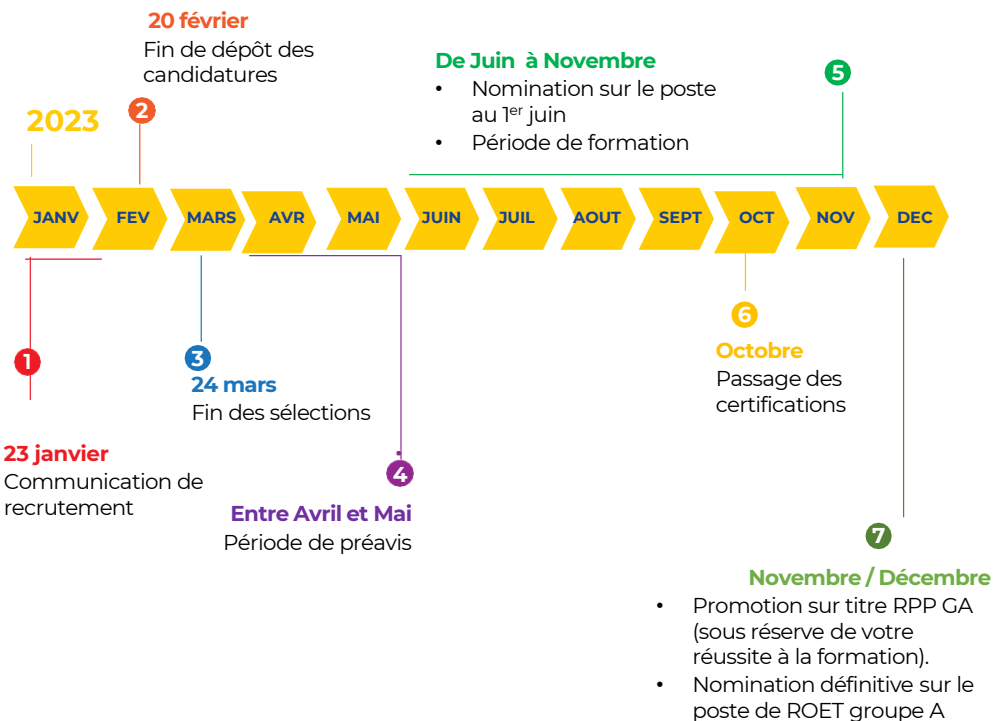 20 février
Fin de dépôt des
candidatures
De Juin à Novembre
• Nomination sur le poste
au 1er juin
• Période de formation
5
2023
2
JANV
FEV
MARS
AVR
MAI
JUIN
JUIL
AOUT
SEPT
OCT
NOV
DEC
1
23 janvier
Communication de
recrutement
3
24 mars
Fin des sélections
4
Entre Avril et Mai
Période de préavis
6
Octobre
Passage des
certifications
7
Novembre / Décembre
• Promotion sur titre RPP GA
(sous réserve de votre
réussite à la formation).
• Nomination définitive sur le
poste de ROET groupe A